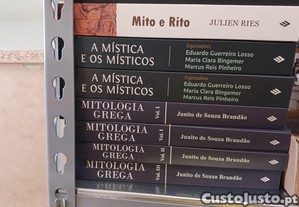 Mito e Rito JULIEN RIES
A MÍSTICA
E OS MÍSTICOS
Organizadores
Eduardo Guerreiro Losso
Maria Clara Bingemer
Marcus Reis Pinheiro
A MÍSTICA
E OS MÍSTICOS
Organizadores
Eduardo Guerreiro Losso
Maria Clara Bingemer
Marcus Reis Pinheiro
MITOLOGIA
GREGA Vol. I Junito de Souza Brandão
MITOLOGIA
GREGA Vol. I Junito de Souza Brandão
MITOLOGIA
GREGA Vol. II Junito de Souza Brandão
MITOLOGIA
GREGA Vol. III Junito de Souza Brandão
CustoJusto.pt